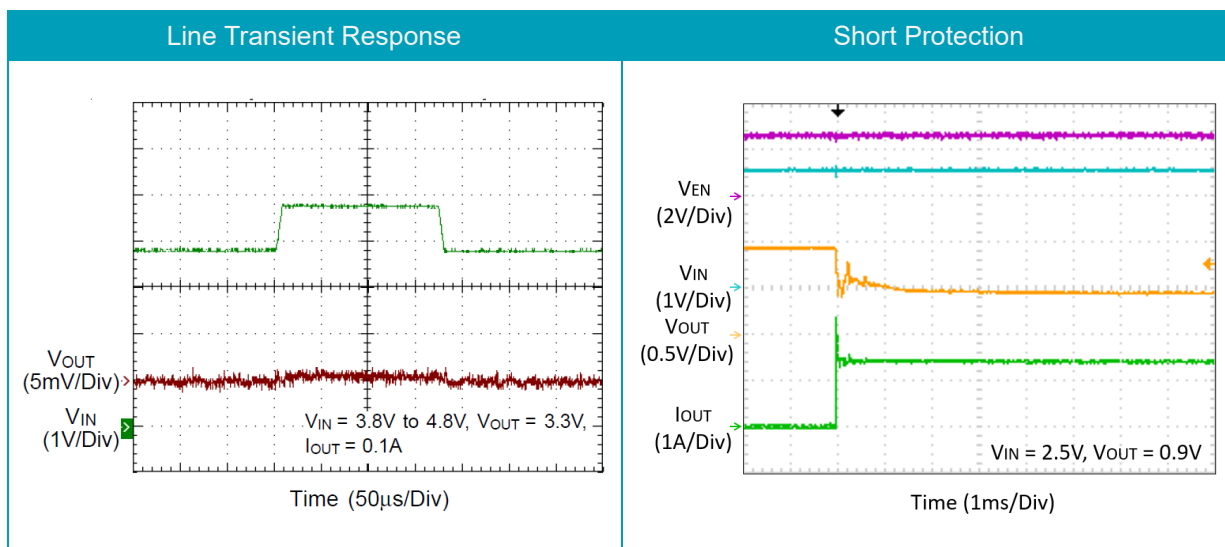 Line Transient Response
Short Protection
VOUT
(5mV/Div)
VIN
(1V/Div)
VIN = 3.8V to 4.8V, VOUT = 3.3V,
IOUT = 0.1A
Time (50μs/Div)
VEN
(2V/Div)
VIN
(1V/Div)
VOUT
(0.5V/Div)
IOUT
(1A/Div)
VIN = 2.5V, VOUT = 0.9V
Time (1ms/Div)